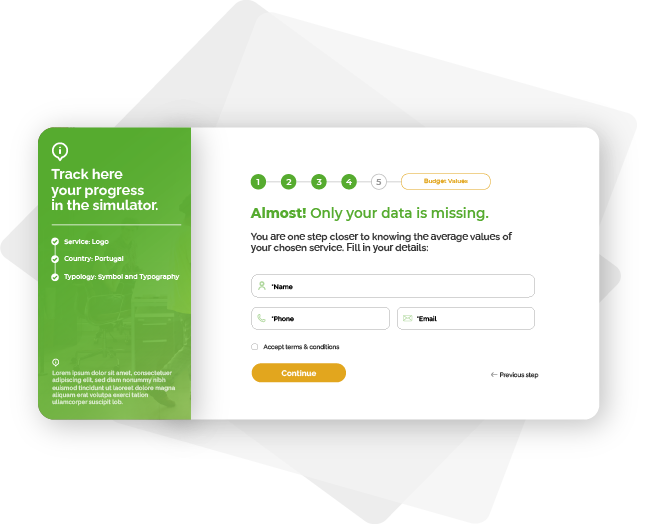 Track here
your progress
in the simulator.
Service: Logo
Country: Portugal
Typology: Symbol and Typography
Lorem ipsum dolor sit amet, consectetuer
adipiscing elit, sed diam nonummy nibh
euismod tincidunt ut laoreet dolore magna
aliquam erat volutpa exerci tation
ullamcorper suscipit lob.
1 2 3 4 5 Budget Values
Almost! Only your data is missing.
You are one step closer to knowing the average values of
your chosen service. Fill in your details:
*Name
*Phone *Email
Accept terms & conditions
Continue
Previous step